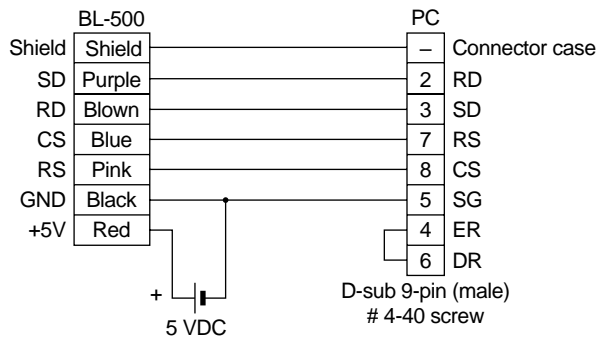 BL-500 PC
Shield Shield – Connector case
SD Purple 2 RD
RD Blown 3 SD
CS Blue 7 RS
RS Pink 8 CS
GND Black 5 SG
+5V Red 4 ER
6 DR
+
5 VDC
D-sub 9-pin (male)
# 4-40 screw